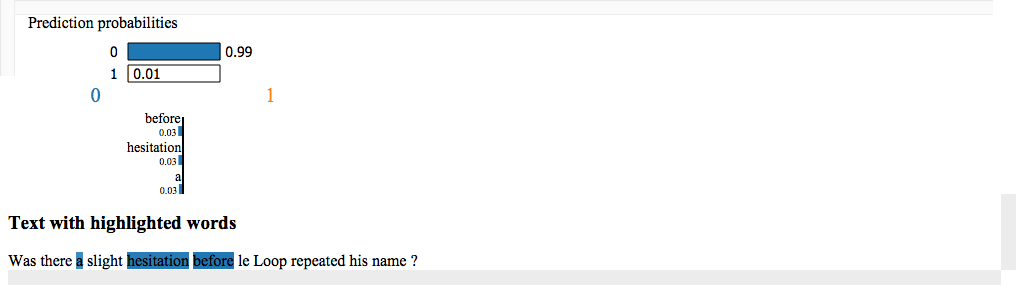 Prediction probabilities
0 0.99
1 0.01
0 1
before
0.03
hesitation
0.03
a
0.03
Text with highlighted words
Was there a slight hesitation before le Loop repeated his name ?